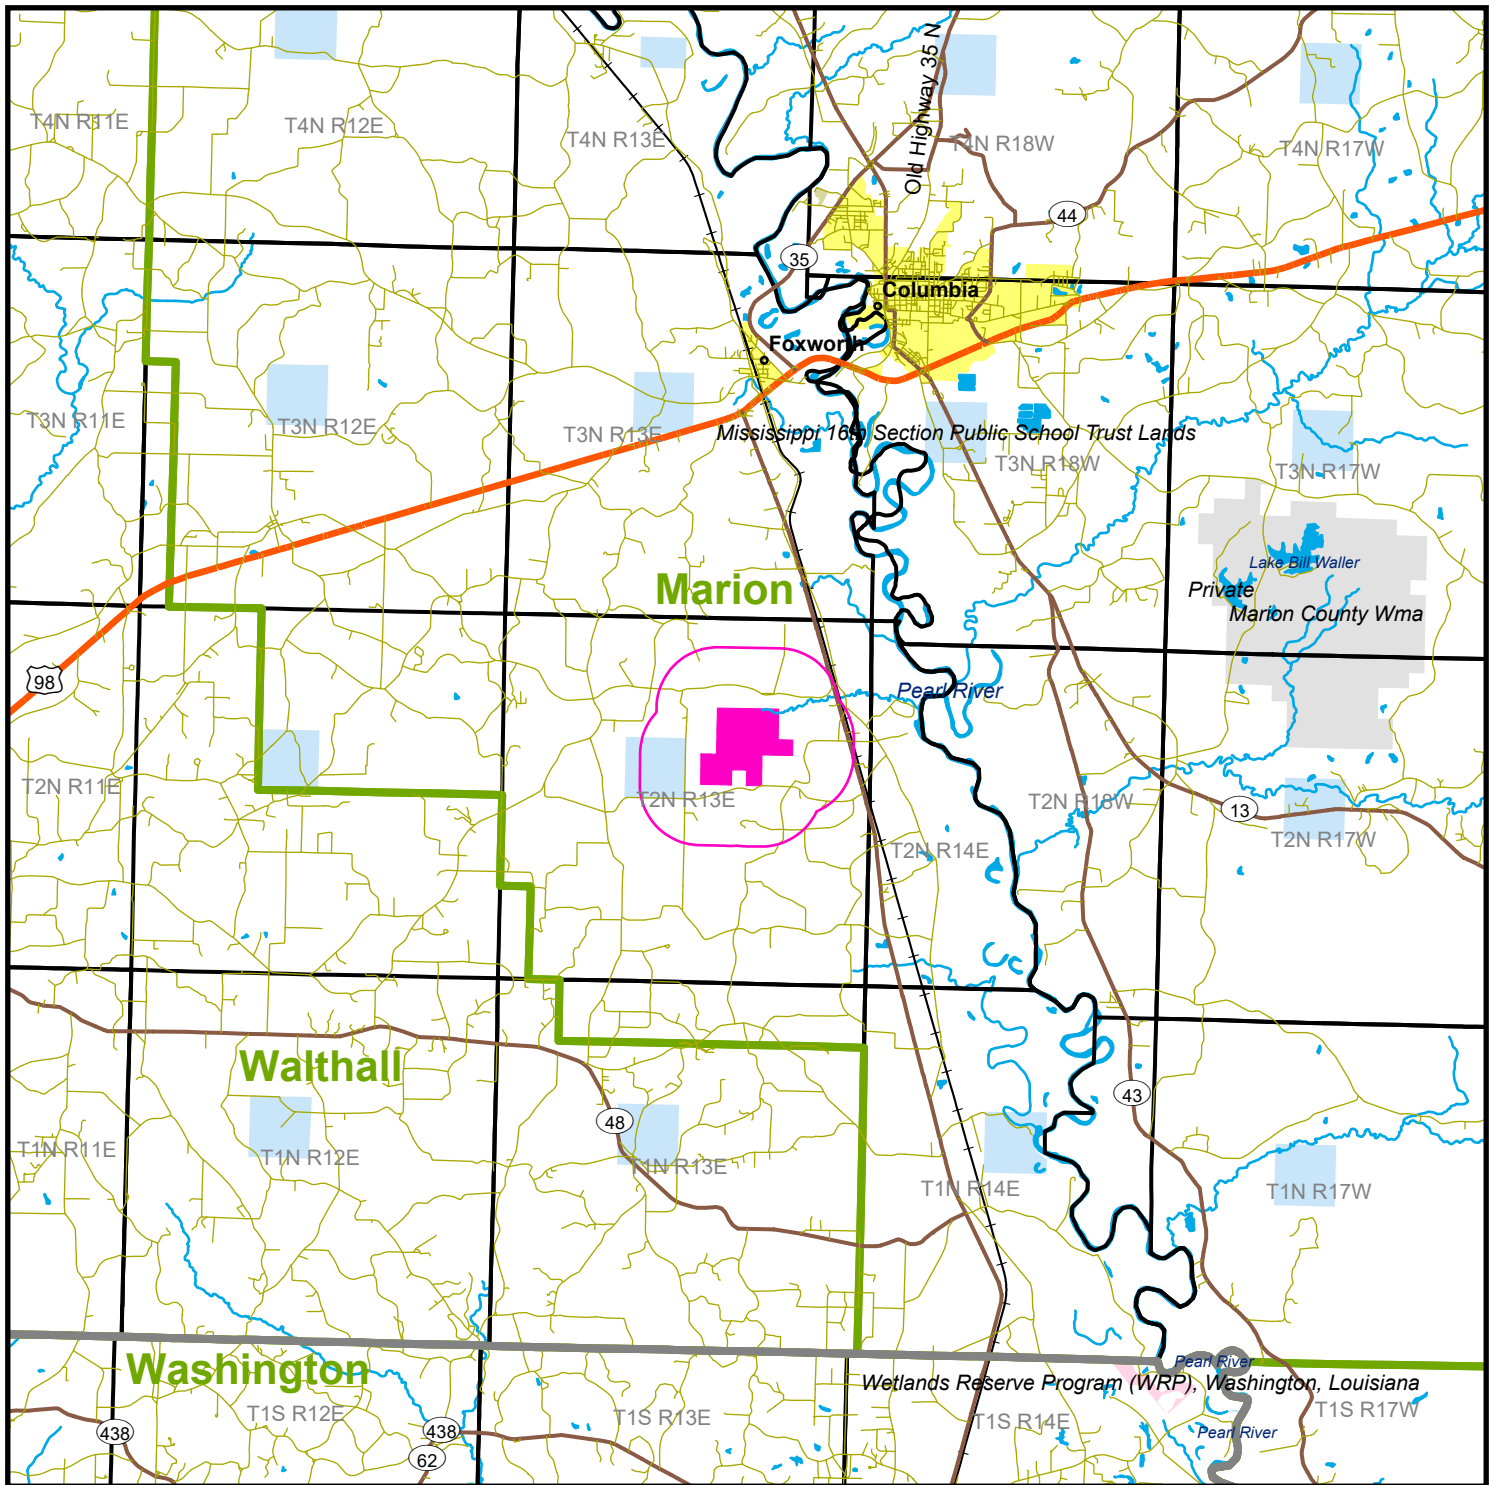 Old Highway 35 N
T4N R11E
T4N R12E
T4N R13E
T4N R18W
T4N R17W
44
35
Columbia
Foxworth
T3N R11E
T3N R12E
T3N R13E
Mississippi 16th Section Public School Trust Lands
T3N R18W
T3N R17W
Lake Bill Waller
Marion
Private
Marion County Wma
98
Pearl River
T2N R11E
T2N R13E
T2N R18W
13
T2N R17W
T2N R14E
Walthall
43
48
T1N R11E
T1N R12E
T1N R13E
T1N R14E
T1N R17W
Washington
Pearl River
Wetlands Reserve Program (WRP), Washington, Louisiana
T1S R12E
T1S R13E
T1S R14E
T1S R17W
438
438
Pearl River
62